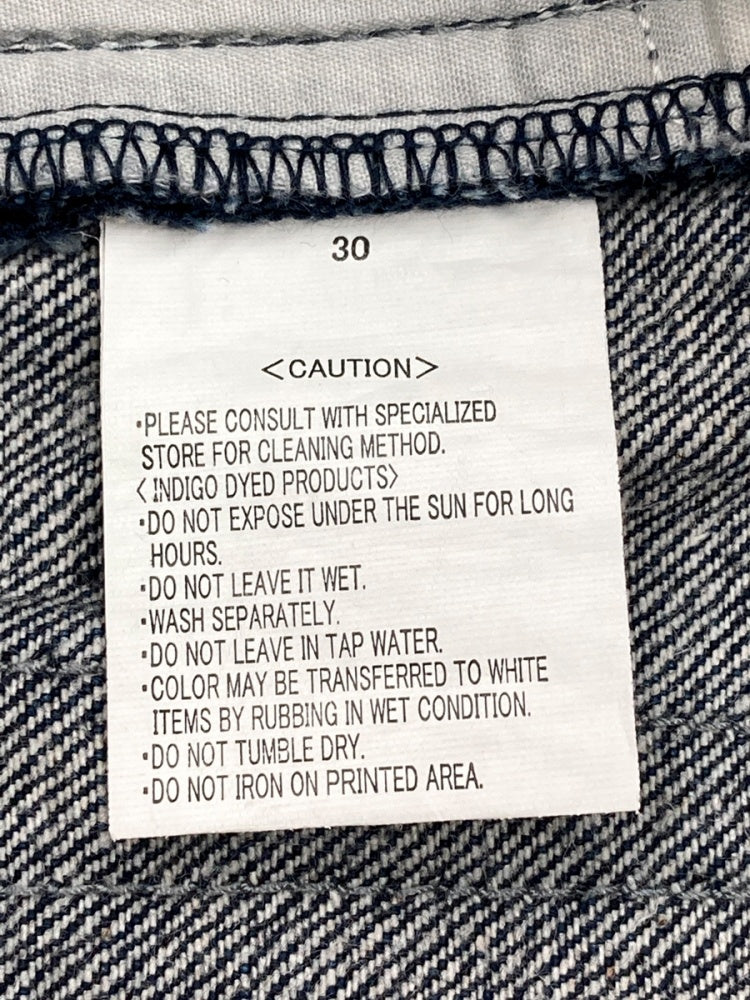 30
<CAUTION>
・PLEASE CONSULT WITH SPECIALIZED
STORE FOR CLEANING METHOD.
<INDIGO DYED PRODUCTS>
・DO NOT EXPOSE UNDER THE SUN FOR LONG
HOURS.
・DO NOT LEAVE IT WET.
・WASH SEPARATELY.
・DO NOT LEAVE IN TAP WATER.
・COLOR MAY BE TRANSFERRED TO WHITE
ITEMS BY RUBBING IN WET CONDITION.
・DO NOT TUMBLE DRY.
・DO NOT IRON ON PRINTED AREA.